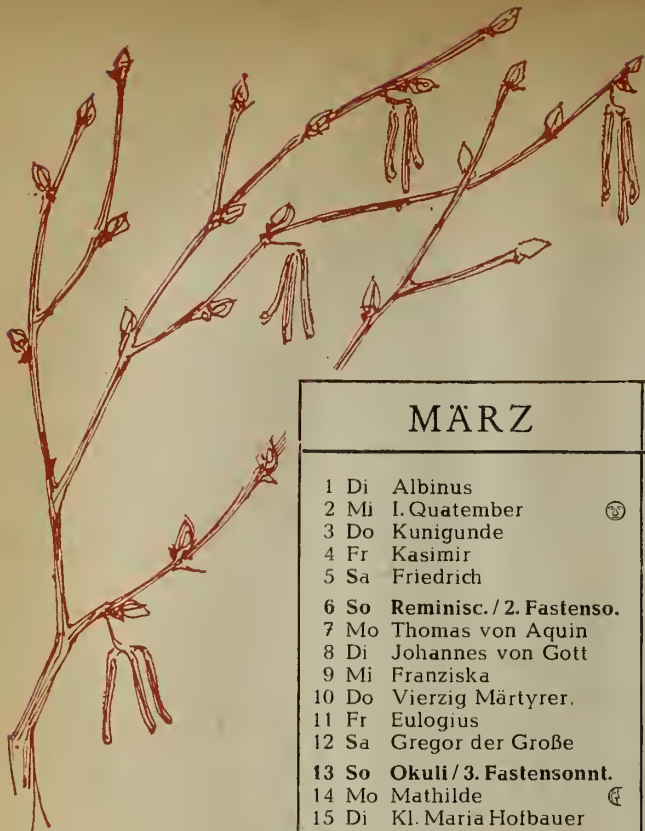 MÄRZ
1 Di Albinus
2 Mi I. Quatember
3 Do Kunigunde
4 Fr Kasimir
5 Sa Friedrich
6 So Reminisc. / 2. Fastenso.
7 Mo Thomas von Aquin
8 Di Johannes von Gott
9 Mi Franziska
10 Do Vierzig Märtyrer.
11 Fr Eulogius
12 Sa Gregor der Große
13 So Okuli / 3. Fastensonnt.
14 Mo Mathilde
15 Di Kl. Maria Hofbauer